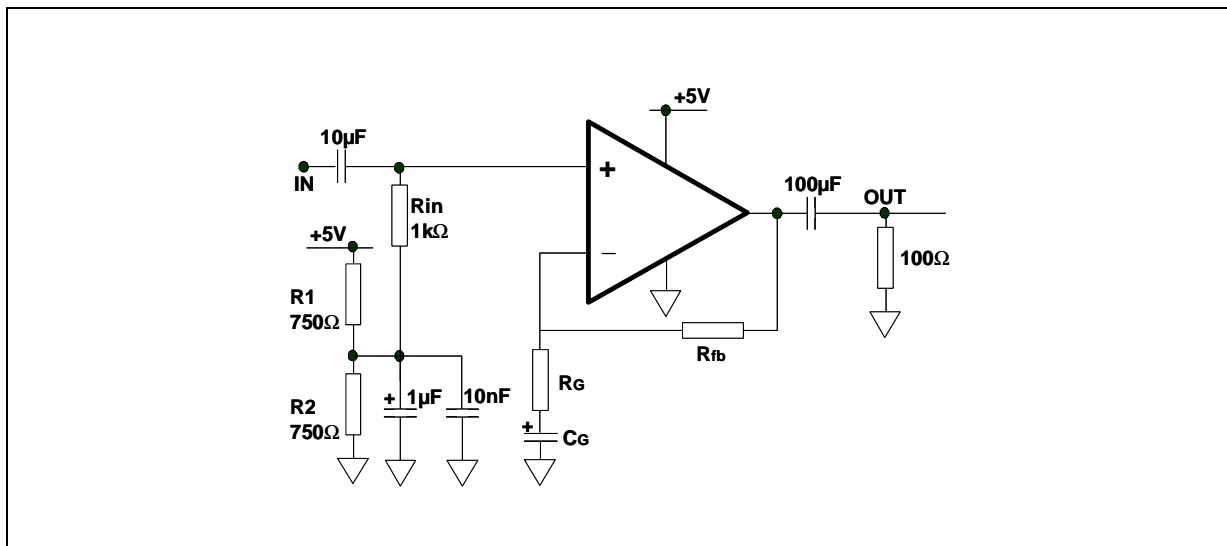 +5V
10µF
+
100µF
OUT
IN
Rin
1kΩ
+5V
–
100Ω
R1
750Ω
Rfb
RG
R2
750Ω
+
1µF
10nF
+
CG